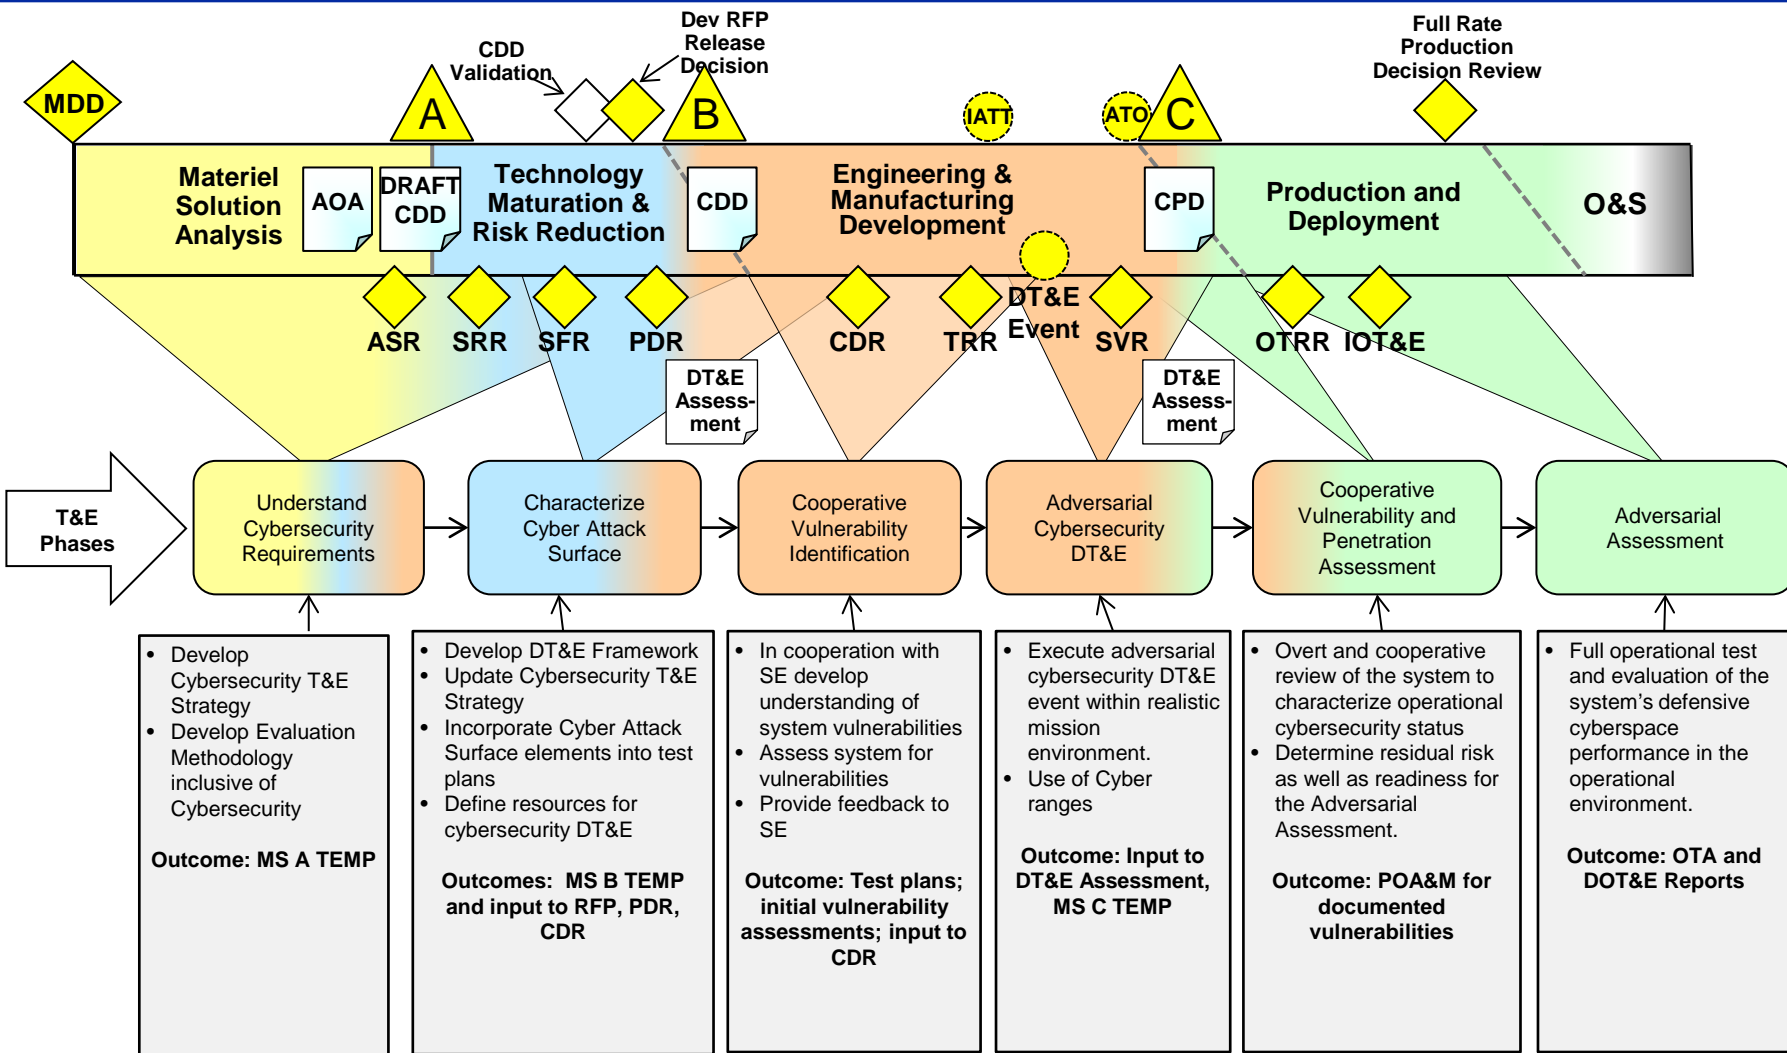 Dev RFP
Release
Decision
CDD
Validation
Full Rate
Production
Decision Review
MDD
A
B
IATT
ATO
C
Materiel
Solution
Analysis
AOA
DRAFT
CDD
Technology
Maturation &
Risk Reduction
CDD
Engineering &
Manufacturing
Development
CPD
Production and
Deployment
O&S
ASR
SRR
SFR
PDR
CDR
TRR
DT&E
Event
SVR
OTRR
IOT&E
DT&E
Assess-
ment
DT&E
Assess-
ment
T&E
Phases
Understand
Cybersecurity
Requirements
Characterize
Cyber Attack
Surface
Cooperative
Vulnerability
Identification
Adversarial
Cybersecurity
DT&E
Cooperative
Vulnerability and
Penetration
Assessment
Adversarial
Assessment
• Develop
Cybersecurity T&E
Strategy
• Develop Evaluation
Methodology
inclusive of
Cybersecurity
Outcome: MS A TEMP
• Develop DT&E Framework
• Update Cybersecurity T&E
Strategy
• Incorporate Cyber Attack
Surface elements into test
plans
• Define resources for
cybersecurity DT&E
Outcomes: MS B TEMP
and input to RFP, PDR,
CDR
• In cooperation with
SE develop
understanding of
system vulnerabilities
• Assess system for
vulnerabilities
• Provide feedback to
SE
Outcome: Test plans;
initial vulnerability
assessments; input to
CDR
• Execute adversarial
cybersecurity DT&E
event within realistic
mission
environment.
• Use of Cyber
ranges
Outcome: Input to
DT&E Assessment,
MS C TEMP
• Overt and cooperative
review of the system to
characterize operational
cybersecurity status
• Determine residual risk
as well as readiness for
the Adversarial
Assessment.
Outcome: POA&M for
documented
vulnerabilities
• Full operational test
and evaluation of the
system’s defensive
cyberspace
performance in the
operational
environment.
Outcome: OTA and
DOT&E Reports